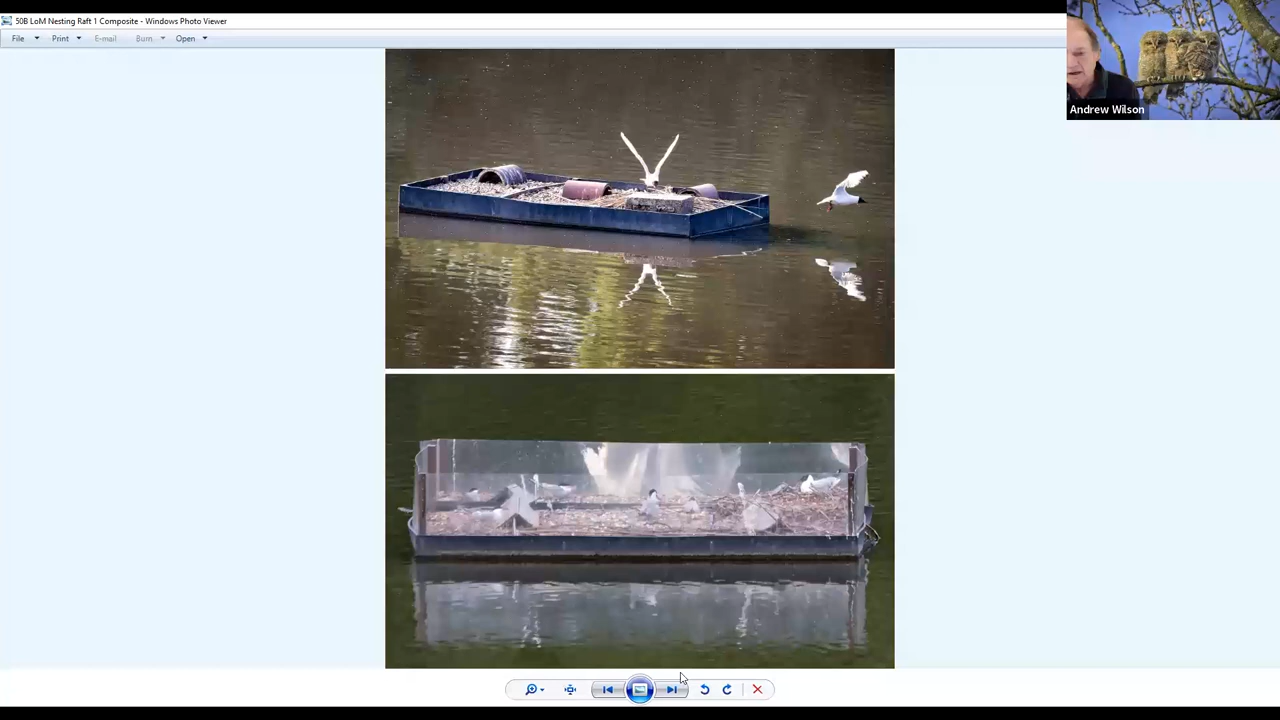 50B LoM Nesting Raft 1 Composite - Windows Photo Viewer
File Print E-mail Burn Open
Andrew Wilson